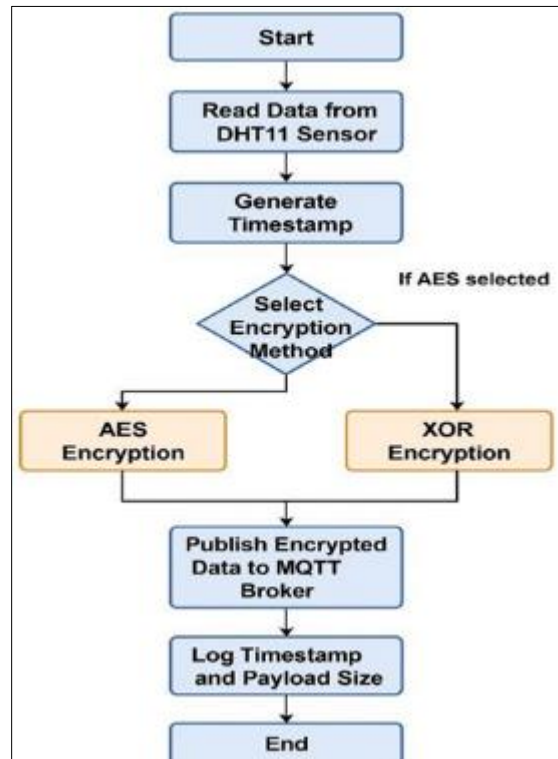 Start
Read Data from
DHT11 Sensor
Generate
Timestamp
If AES selected
Select
Encryption
Method
AES
Encryption
XOR
Encryption
Publish Encrypted
Data to MQTT
Broker
Log Timestamp
and Payload Size
End